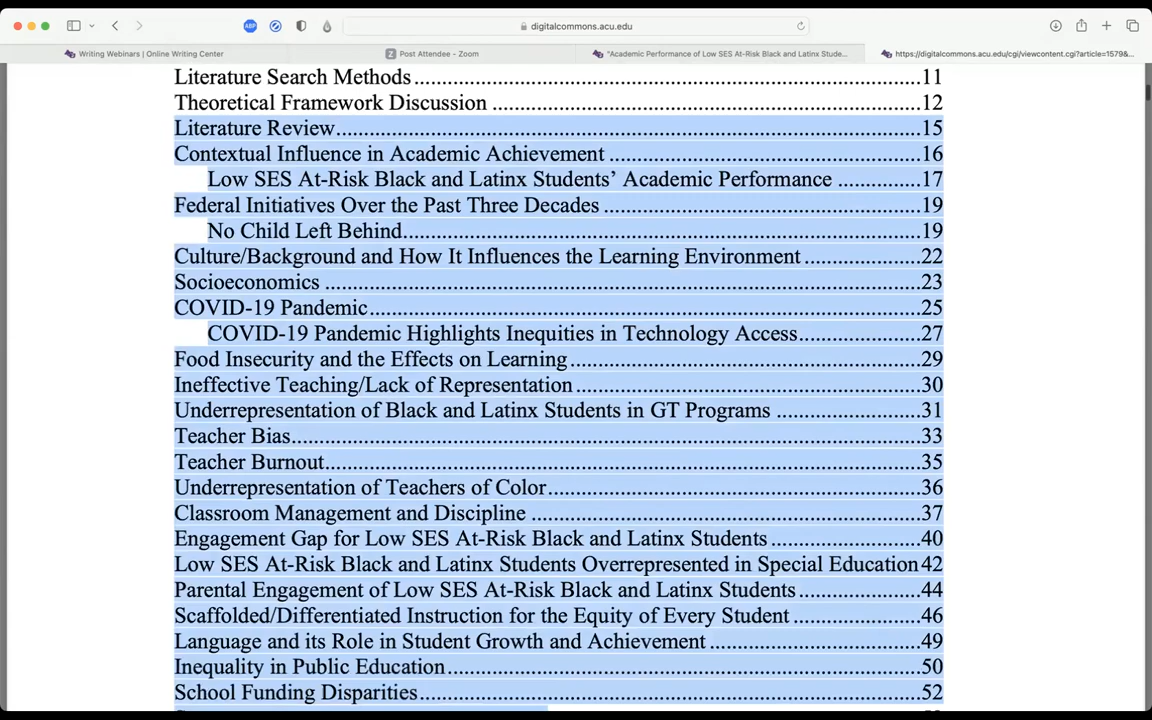 digitalcommons.acu.edu
ABP
Writing Webinars | Online Writing Center
Post Attendee - Zoom
"Academic Performance of Low SES At-Risk Black and Latinx Stude...
https://digitalcommons.acu.edu/cgi/viewcontent.cgi?article=1579&...
Literature Search Methods..........................................................................................11
Theoretical Framework Discussion ............................................................................12
Literature Review.......................................................................................................15
Contextual Influence in Academic Achievement .......................................................16
Low SES At-Risk Black and Latinx Students’ Academic Performance ...............17
Federal Initiatives Over the Past Three Decades .........................................................19
No Child Left Behind...........................................................................................19
Culture/Background and How It Influences the Learning Environment .....................22
Socioeconomics .........................................................................................................23
COVID-19 Pandemic..................................................................................................25
COVID-19 Pandemic Highlights Inequities in Technology Access......................27
Food Insecurity and the Effects on Learning..............................................................29
Ineffective Teaching/Lack of Representation.............................................................30
Underrepresentation of Black and Latinx Students in GT Programs ..........................31
Teacher Bias...............................................................................................................33
Teacher Burnout.........................................................................................................35
Underrepresentation of Teachers of Color..................................................................36
Classroom Management and Discipline .....................................................................37
Engagement Gap for Low SES At-Risk Black and Latinx Students...........................40
Low SES At-Risk Black and Latinx Students Overrepresented in Special Education42
Parental Engagement of Low SES At-Risk Black and Latinx Students......................44
Scaffolded/Differentiated Instruction for the Equity of Every Student .......................46
Language and its Role in Student Growth and Achievement .....................................49
Inequality in Public Education....................................................................................50
School Funding Disparities.........................................................................................52